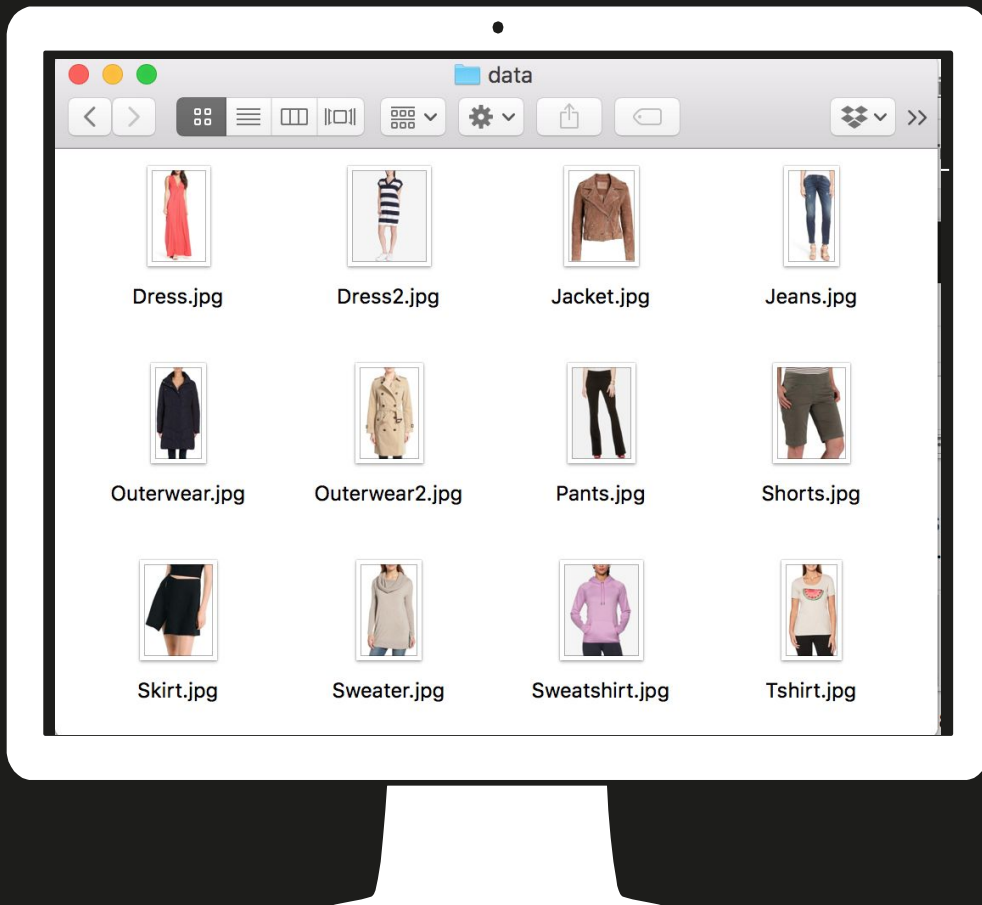 data
Dress.jpg
Dress2.jpg
Jacket.jpg
Jeans.jpg
Outerwear.jpg
Outerwear2.jpg
Pants.jpg
Shorts.jpg
Skirt.jpg
Sweater.jpg
Sweatshirt.jpg
Tshirt.jpg